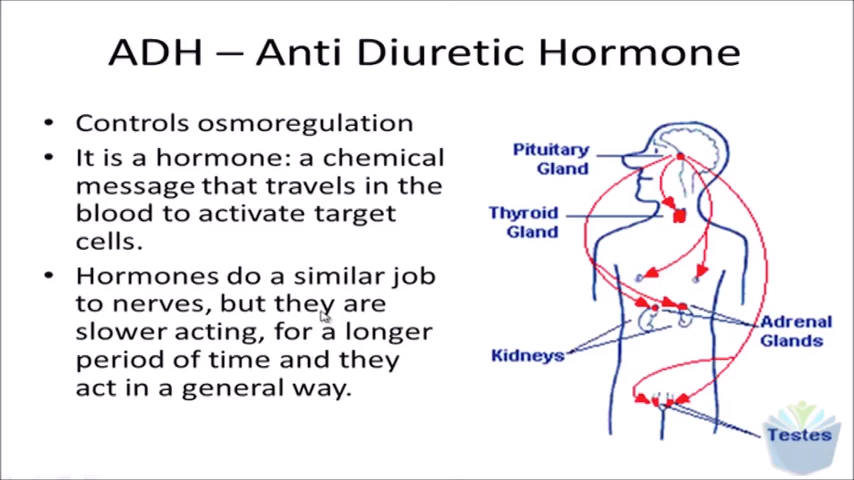 ADH – Anti Diuretic Hormone
• Controls osmoregulation
• It is a hormone: a chemical
message that travels in the
blood to activate target
cells.
• Hormones do a similar job
to nerves, but they are
slower acting, for a longer
period of time and they
act in a general way.
Pituitary
Gland
Thyroid
Gland
Adrenal
Glands
Kidneys
Testes